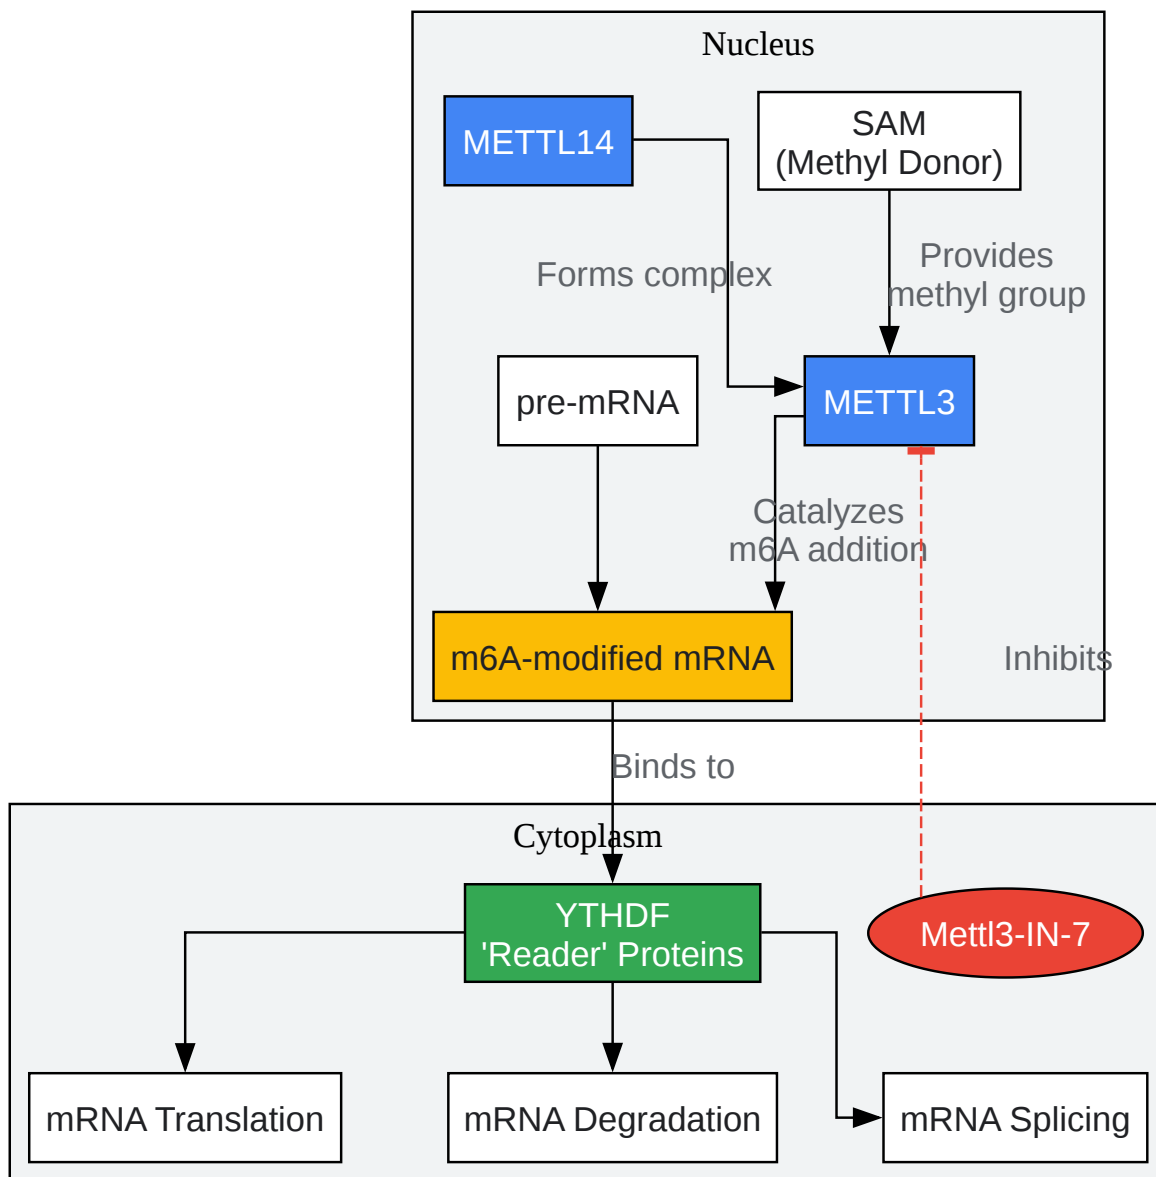 Nucleus
METTL14
SAM
(Methyl Donor)
Forms complex
Provides
methyl group
pre-mRNA
METTL3
Catalyzes
m6A addition
m6A-modified mRNA
Inhibits
Binds to
Cytoplasm
YTHDF
'Reader' Proteins
Mettl3-IN-7
mRNA Translation
mRNA Degradation
mRNA Splicing